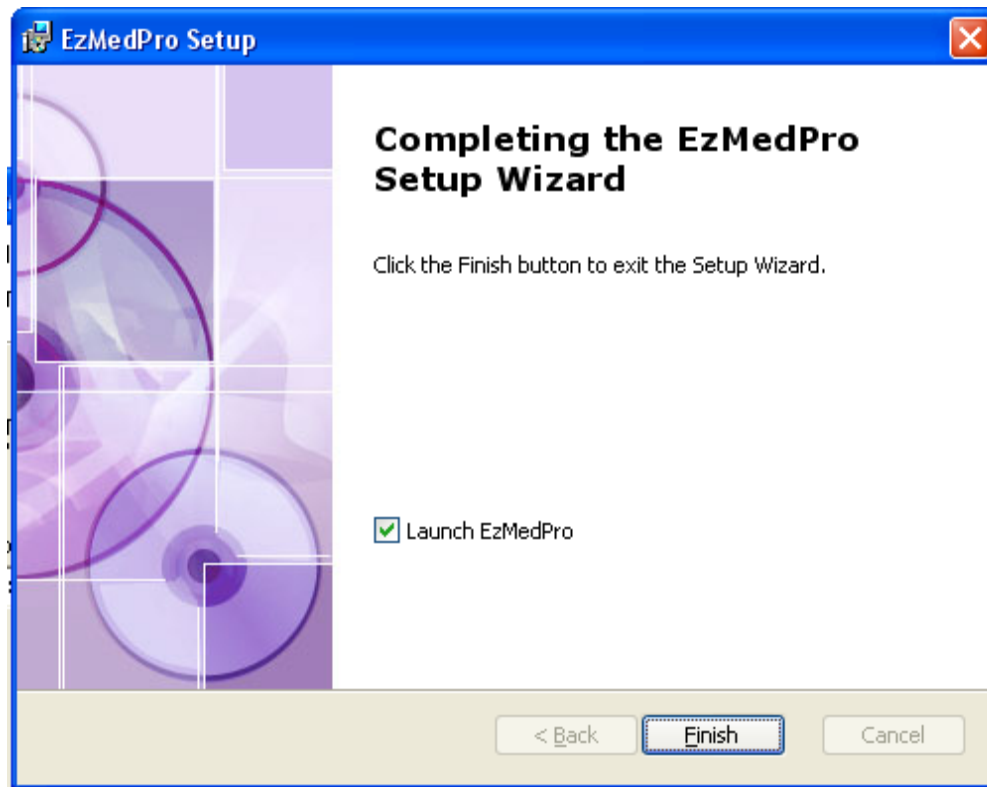 EzMedPro Setup
Completing the EzMedPro
Setup Wizard
Click the Finish button to exit the Setup Wizard.
Launch EzMedPro
< Back
Finish
Cancel